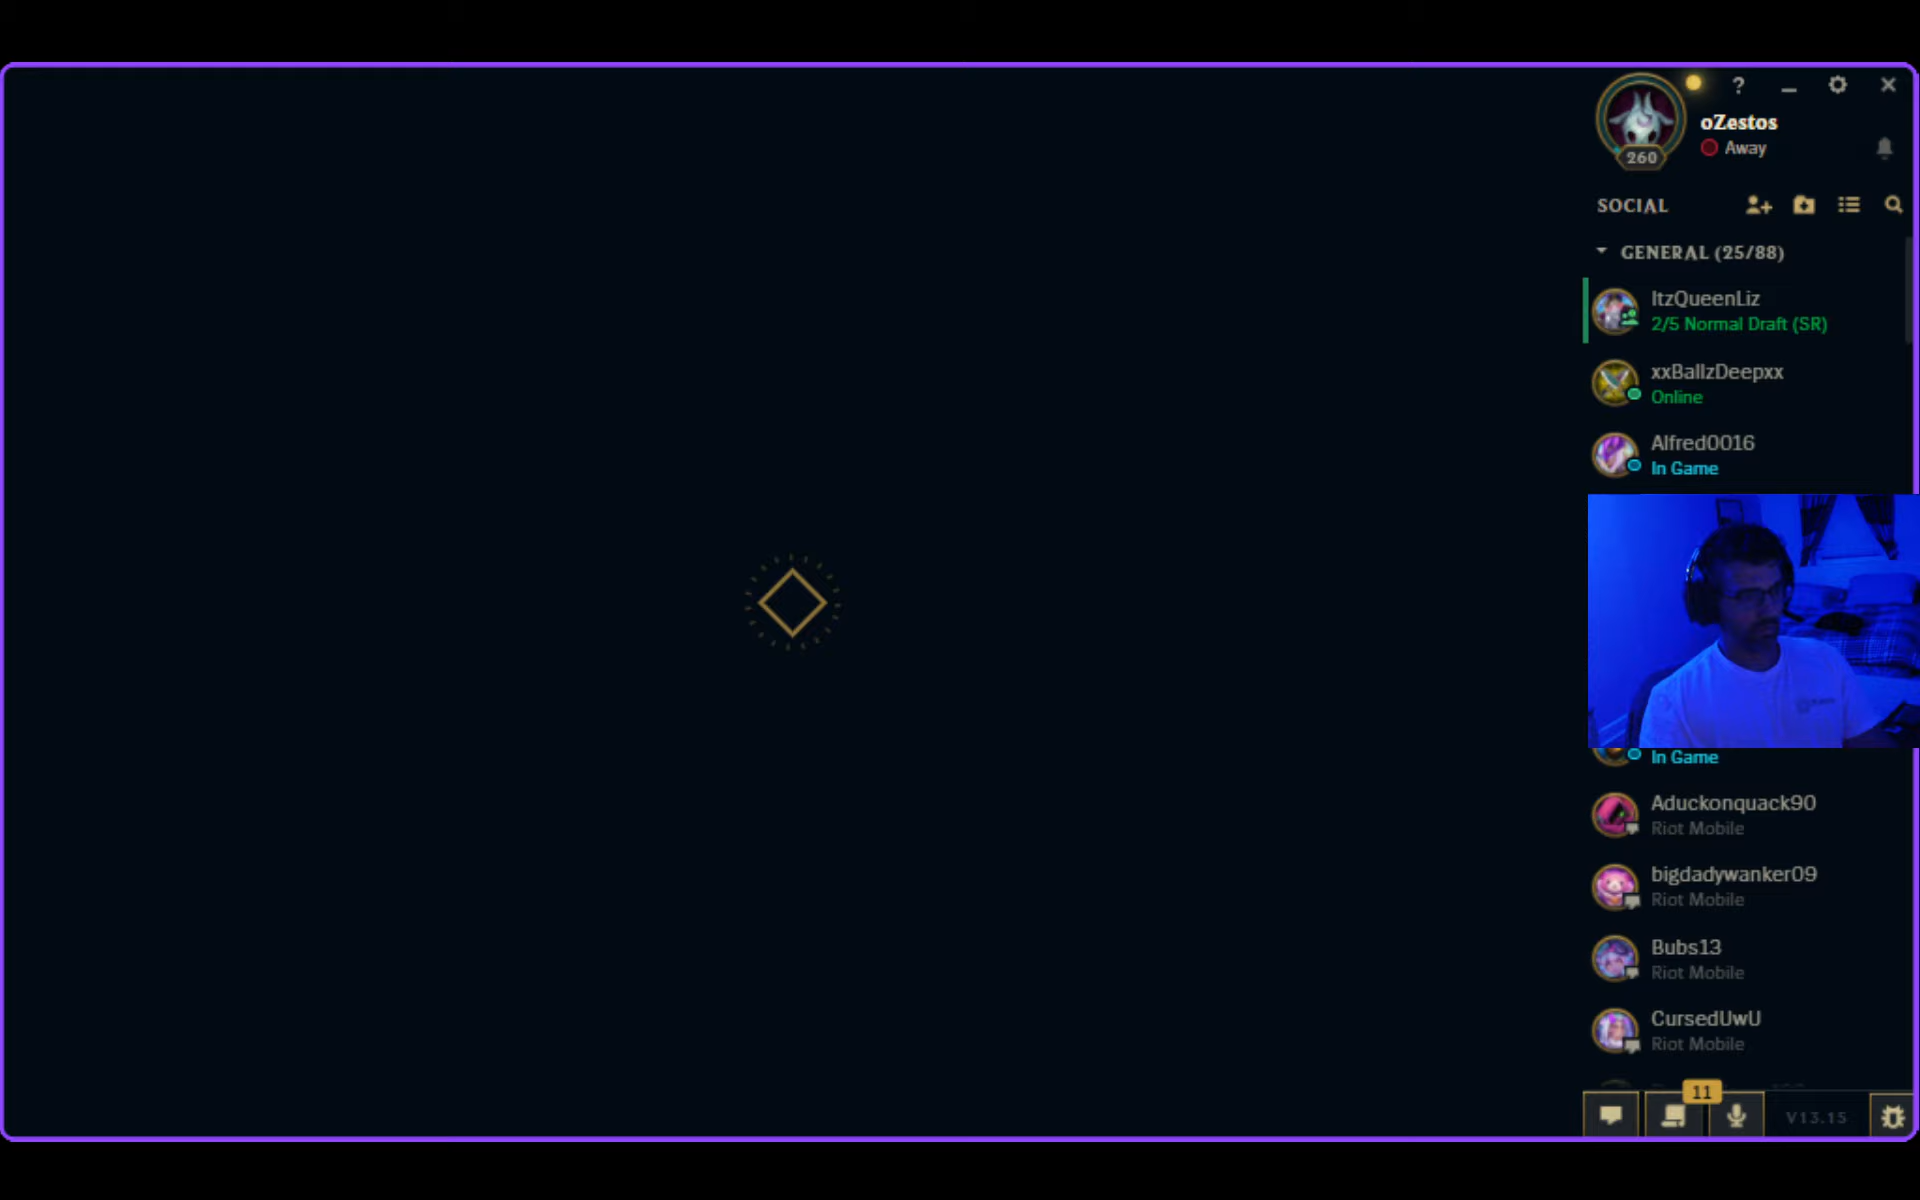 ?
oZestos
260
Away
SOCIAL
GENERAL (25/88)
ItzQueenLiz
2/5 Normal Draft (SR)
xxBallzDeepxx
Online
Alfred0016
In Game
In Game
Aduckonquack90
Riot Mobile
bigdadywanker09
Riot Mobile
Bubs13
Riot Mobile
CursedUwU
Riot Mobile
11
V13.15